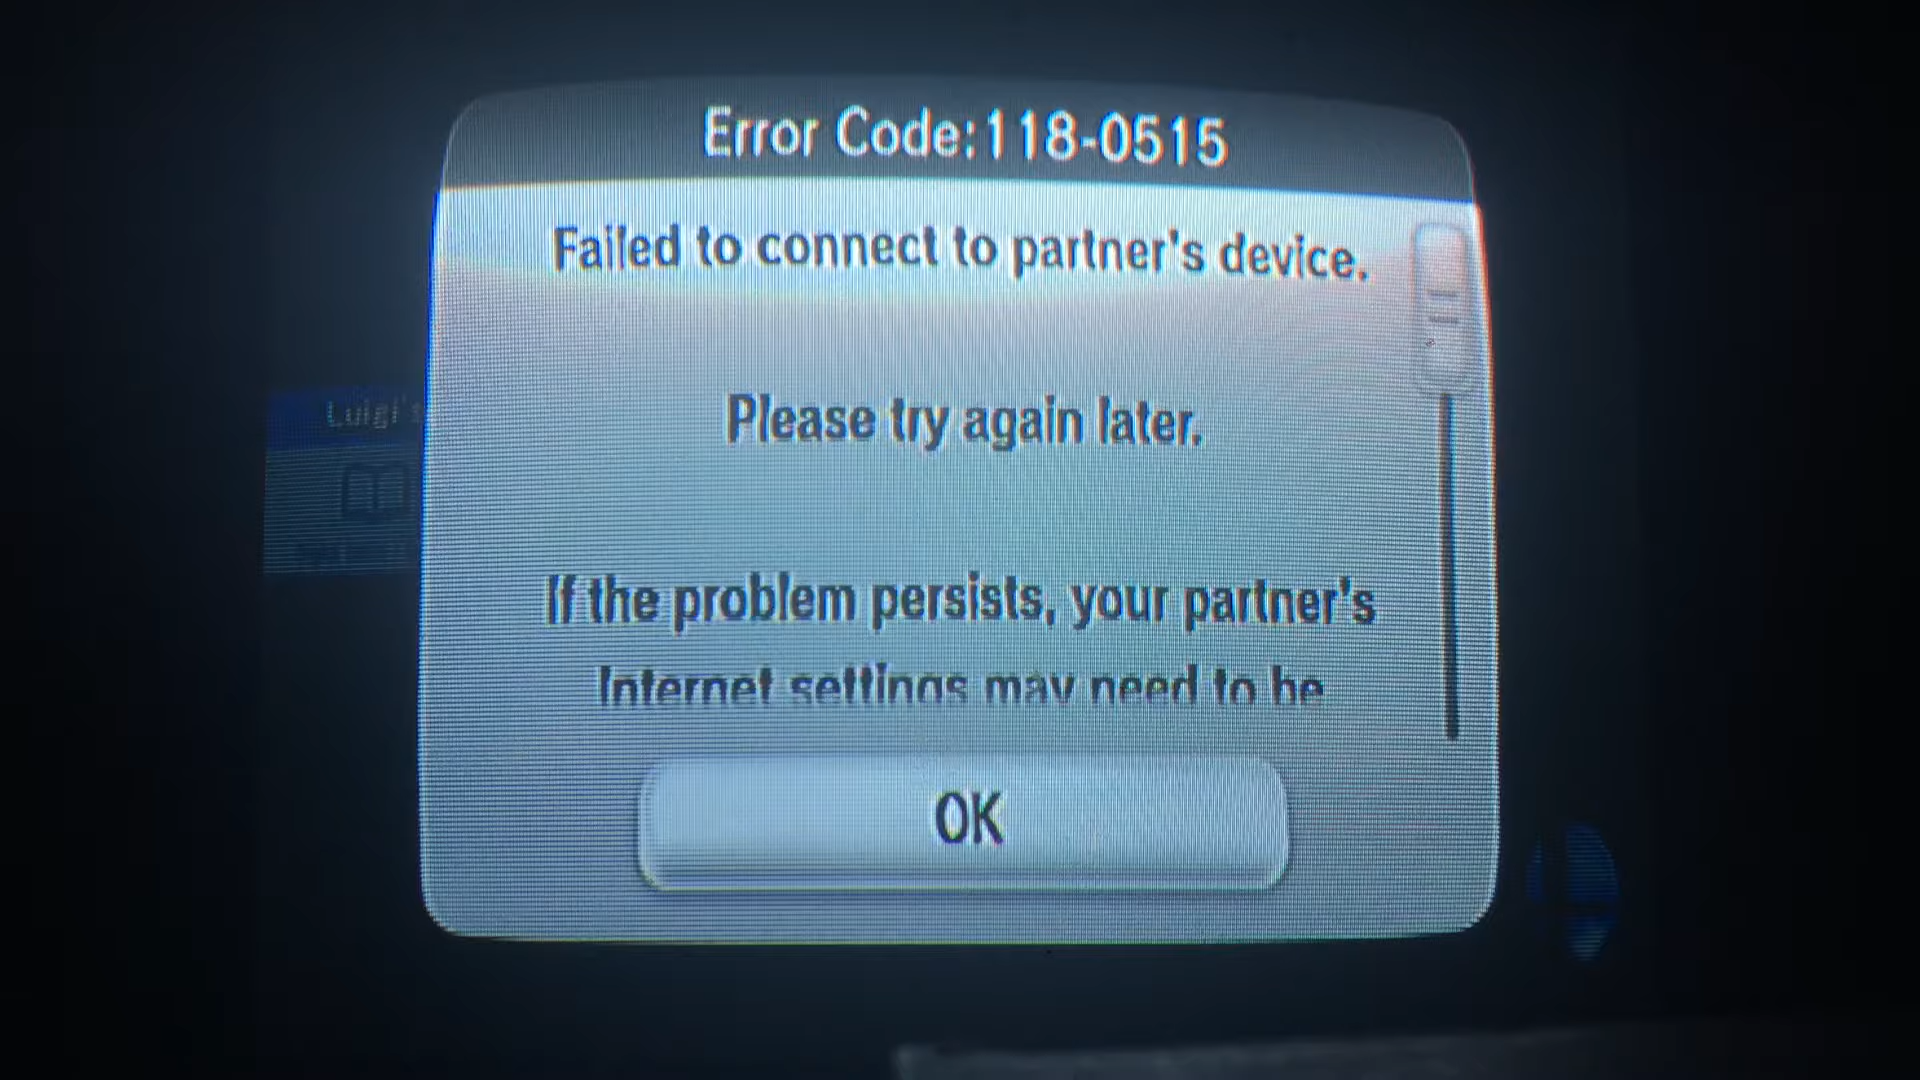 Error Code:118-0515
Failed to connect to partner's device.
Please try again later.
If the problem persists, your partner's
Internet settings may need to be
OK
Luigi's